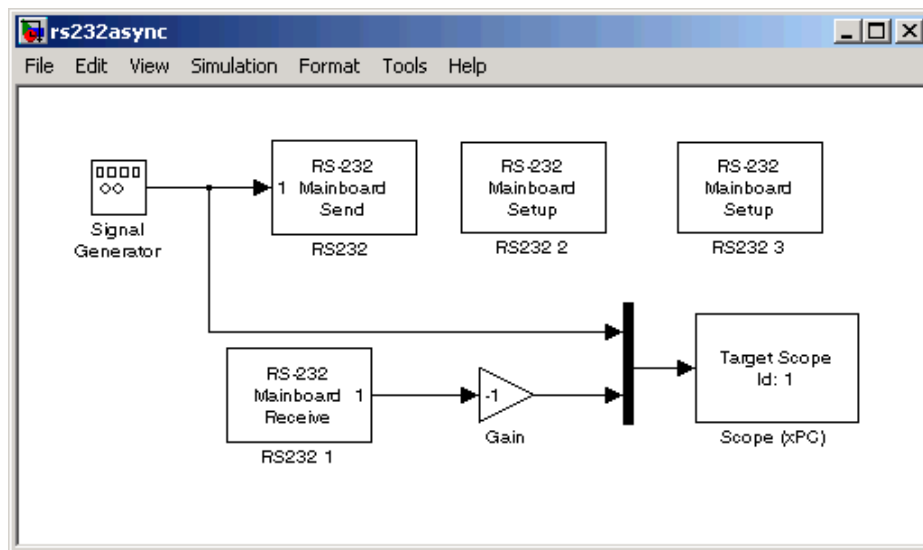 rs232async
File Edit View Simulation Format Tools Help
Signal
Generator
1
RS-232
Mainboard
Send
RS232
RS-232
Mainboard
Setup
RS232 2
RS-232
Mainboard
Setup
RS232 3
RS-232
Mainboard
Receive
1
RS232 1
-1
Gain
Target Scope
Id: 1
Scope (xPC)